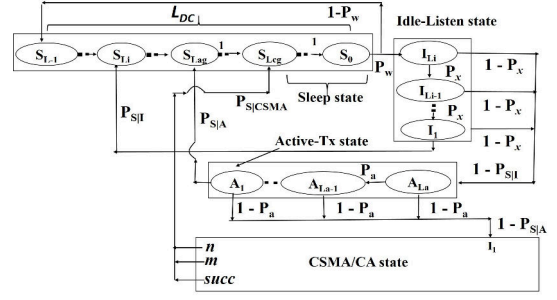 L_DC
1-P_w
Idle-Listen state
S_L-1
S_Li
S_Lag
1
S_Lcg
1
S_0
P_w
I_Li
1 - P_x
P_x
I_Li-1
1 - P_x
P_x
I_1
1 - P_x
Sleep state
P_S|I
P_S|A
P_S|CSMA
Active-Tx state
1 - P_S|I
A_1
A_La-1
P_a
A_La
1 - P_a
1 - P_a
1 - P_a
1 - P_S|A
I_1
n
m
succ
CSMA/CA state